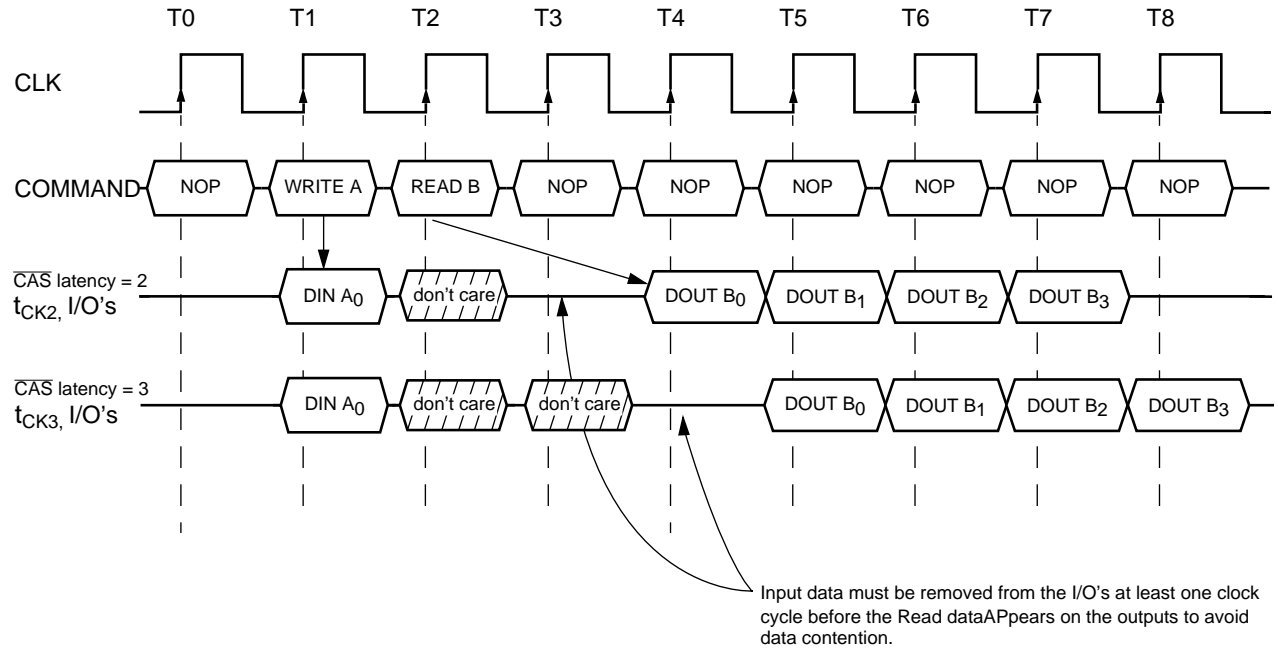 T0 T1 T2 T3 T4 T5 T6 T7 T8
CLK
COMMAND NOP WRITE A READ B NOP NOP NOP NOP NOP NOP
CAS latency = 2
tCK2, I/O's DIN A0 don't care DOUT B0 DOUT B1 DOUT B2 DOUT B3
CAS latency = 3
tCK3, I/O's DIN A0 don't care don't care DOUT B0 DOUT B1 DOUT B2 DOUT B3
Input data must be removed from the I/O's at least one clock
cycle before the Read dataAPpears on the outputs to avoid
data contention.